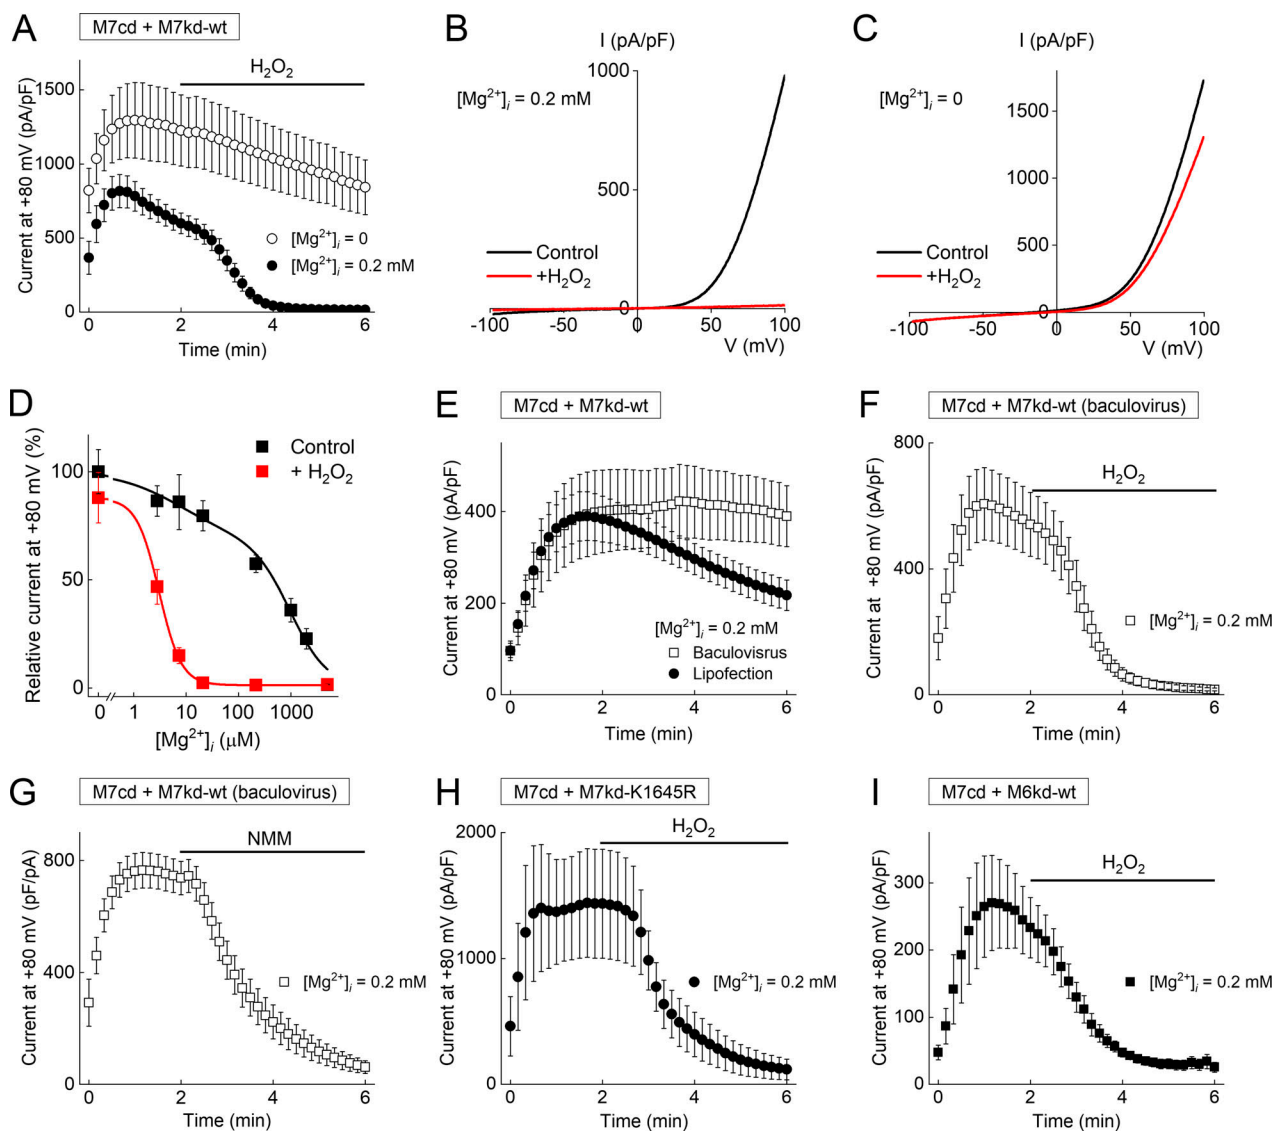 A
M7cd + M7kd-wt
H₂O₂
Current at +80 mV (pA/pF)
1500
1000
500
0
[Mg²⁺]ᵢ = 0
[Mg²⁺]ᵢ = 0.2 mM
0 2 4 6
Time (min)
B
I (pA/pF)
1000
[Mg²⁺]ᵢ = 0.2 mM
500
Control
+H₂O₂
0
-100 -50 0 50 100
V (mV)
C
I (pA/pF)
[Mg²⁺]ᵢ = 0
1500
1000
500
Control
+H₂O₂
0
-100 -50 0 50 100
V (mV)
D
Relative current at +80 mV (%)
Control
+ H₂O₂
100
50
0
0 1 10 100 1000
[Mg²⁺]ᵢ (μM)
E
M7cd + M7kd-wt
Current at +80 mV (pA/pF)
400
200
0
[Mg²⁺]ᵢ = 0.2 mM
Baculovisrus
Lipofection
0 2 4 6
Time (min)
F
M7cd + M7kd-wt (baculovirus)
H₂O₂
Current at +80 mV (pA/pF)
800
400
0
[Mg²⁺]ᵢ = 0.2 mM
0 2 4 6
Time (min)
G
M7cd + M7kd-wt (baculovirus)
NMM
Current at +80 mV (pF/pA)
800
400
0
[Mg²⁺]ᵢ = 0.2 mM
0 2 4 6
Time (min)
H
M7cd + M7kd-K1645R
H₂O₂
Current at +80 mV (pA/pF)
2000
1000
0
[Mg²⁺]ᵢ = 0.2 mM
0 2 4 6
Time (min)
I
M7cd + M6kd-wt
H₂O₂
Current at +80 mV (pA/pF)
300
200
100
0
[Mg²⁺]ᵢ = 0.2 mM
0 2 4 6
Time (min)